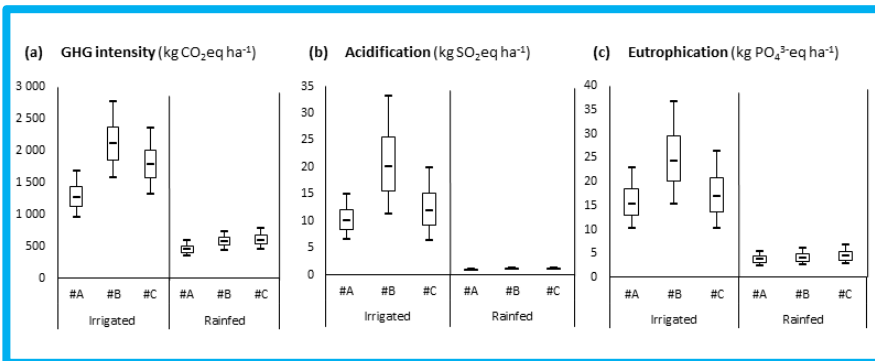 (a) GHG intensity (kg CO₂eq ha⁻¹)
3 000
2 500
2 000
1 500
1 000
500
0
#A #B #C #A #B #C
Irrigated Rainfed
(b) Acidification (kg SO₂eq ha⁻¹)
35
30
25
20
15
10
5
0
#A #B #C #A #B #C
Irrigated Rainfed
(c) Eutrophication (kg PO₄³⁻eq ha⁻¹)
40
35
30
25
20
15
10
5
0
#A #B #C #A #B #C
Irrigated Rainfed